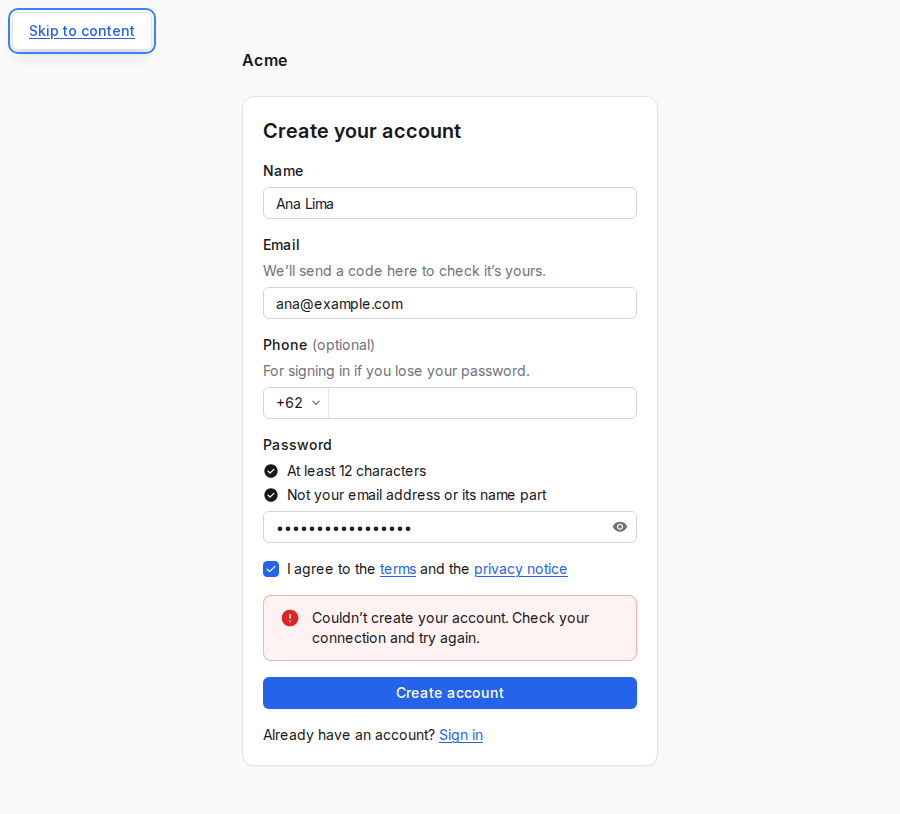 Skip to content
Acme
Create your account
Name
Ana Lima
Email
We’ll send a code here to check it’s yours.
ana@example.com
Phone (optional)
For signing in if you lose your password.
+62
Password
At least 12 characters
Not your email address or its name part
•••••••••••••••••
I agree to the terms and the privacy notice
Couldn’t create your account. Check your
connection and try again.
Create account
Already have an account? Sign in